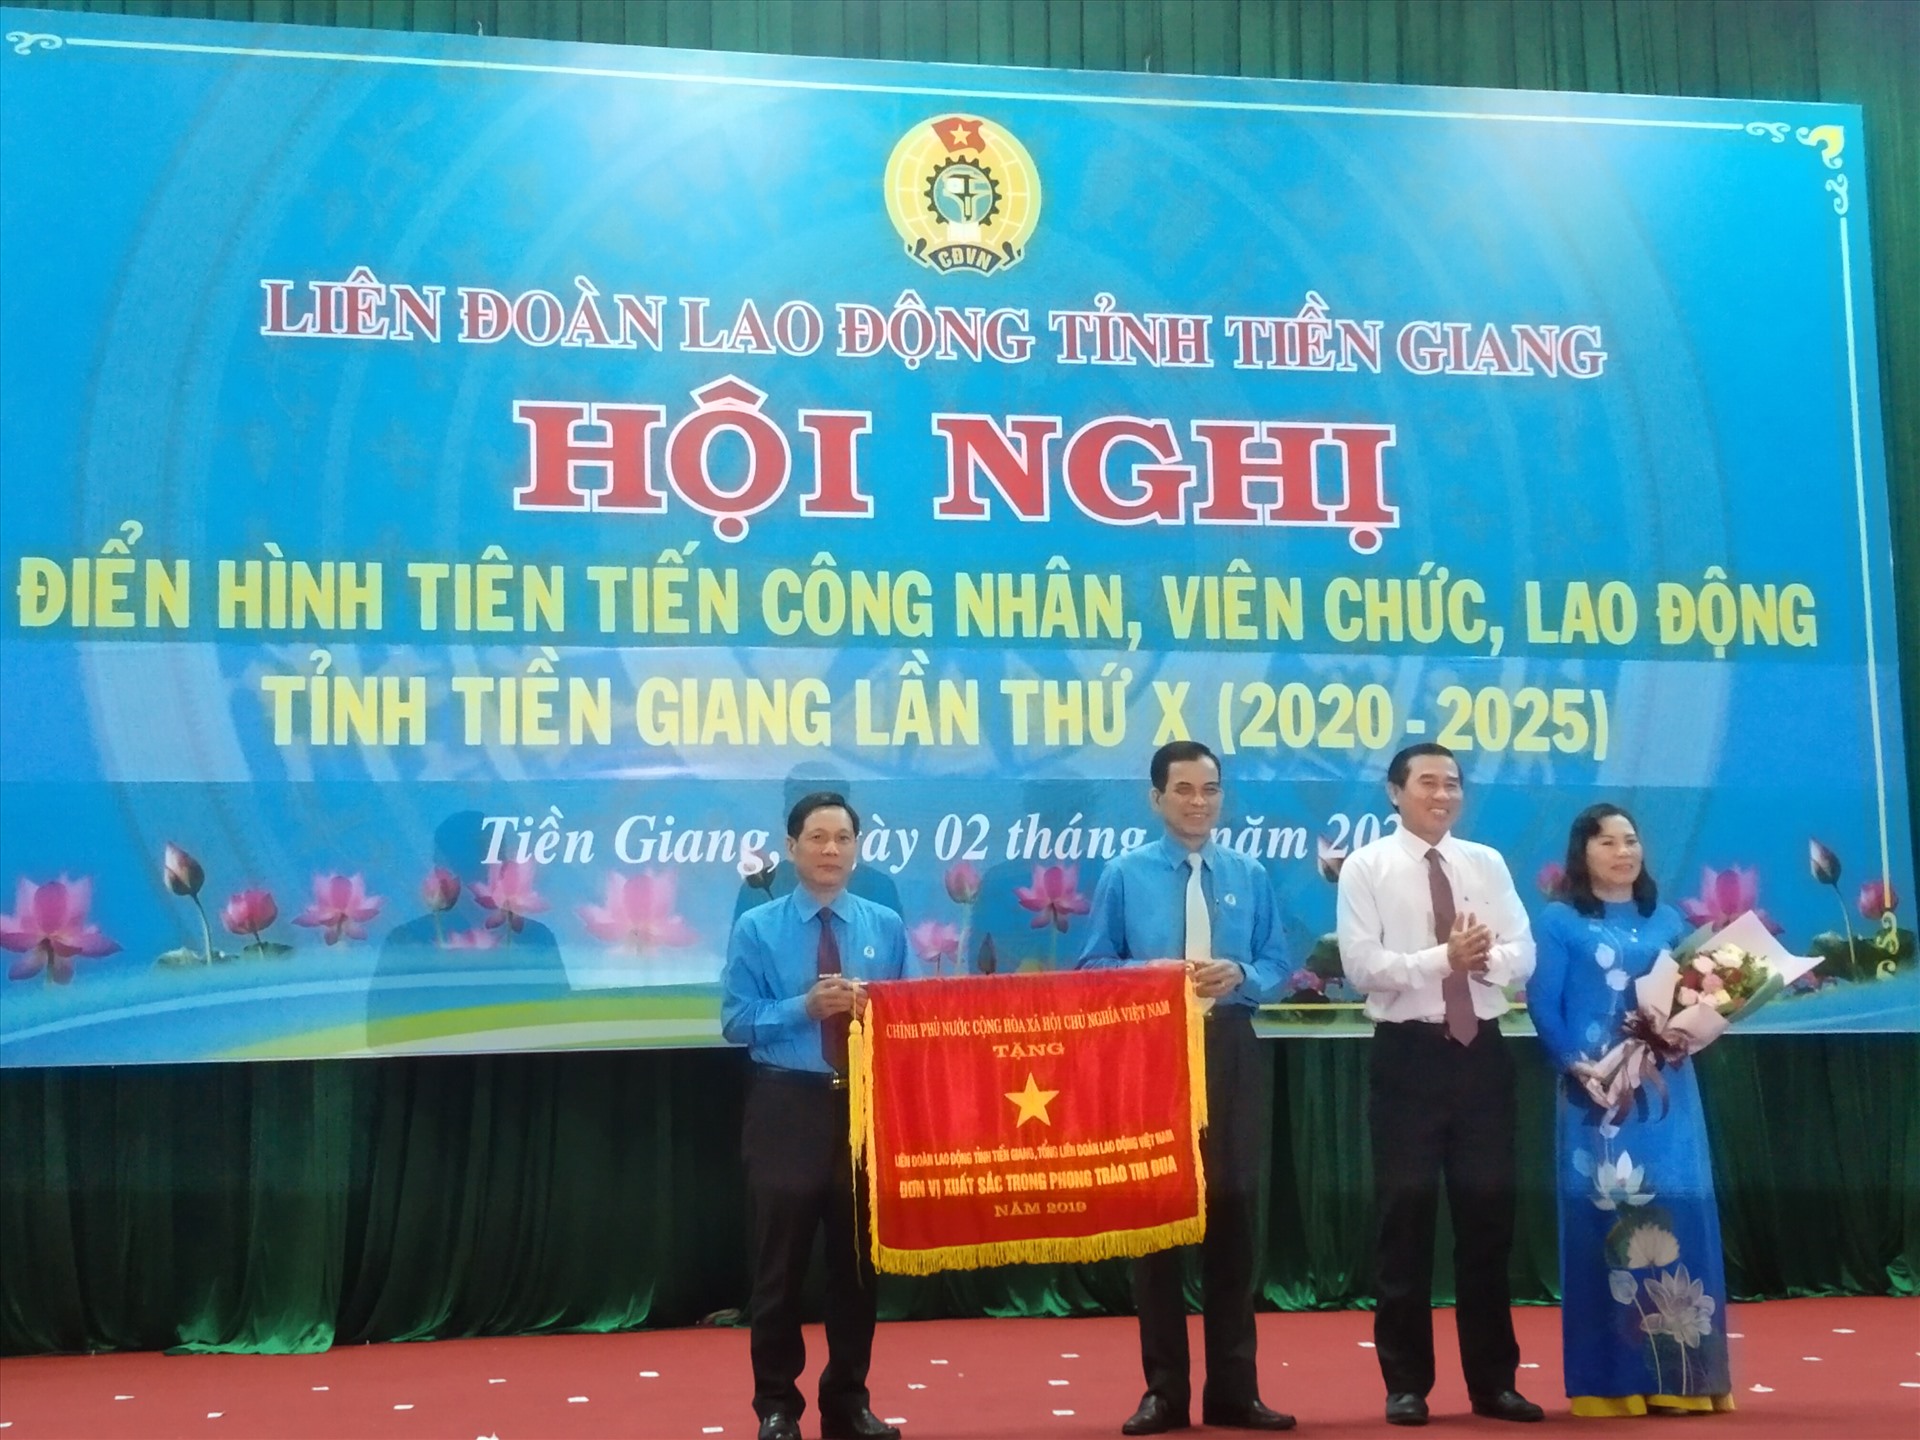 CĐVN
LIÊN ĐOÀN LAO ĐỘNG TỈNH TIỀN GIANG
HỘI NGHỊ
ĐIỂN HÌNH TIÊN TIẾN CÔNG NHÂN, VIÊN CHỨC, LAO ĐỘNG
TỈNH TIỀN GIANG LẦN THỨ X (2020 - 2025)
Tiền Giang, 02 tháng năm
CHÍNH PHỦ NƯỚC CỘNG HÒA XÃ HỘI CHỦ NGHĨA VIỆT NAM
TẶNG
LIÊN ĐOÀN LAO ĐỘNG TỈNH TIỀN GIANG, TỔNG LIÊN ĐOÀN LAO ĐỘNG VIỆT NAM
ĐƠN VỊ XUẤT SẮC TRONG PHONG TRÀO THI ĐUA
NĂM 2019